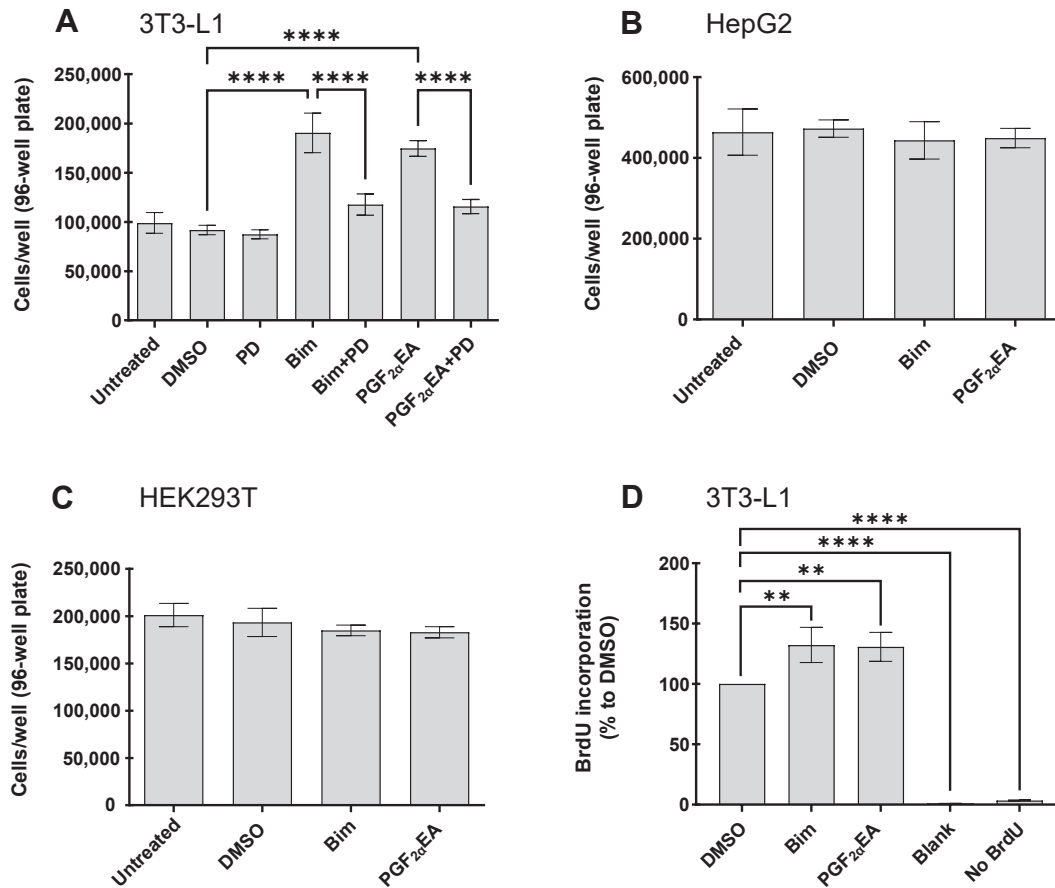 A 3T3-L1
****
**** **** ****
Cells/well (96-well plate)
250,000
200,000
150,000
100,000
50,000
0
Untreated
DMSO
PD
Bim
Bim+PD
PGF2αEA
PGF2αEA+PD
B HepG2
Cells/well (96-well plate)
600,000
400,000
200,000
0
Untreated
DMSO
Bim
PGF2αEA
C HEK293T
Cells/well (96-well plate)
250,000
200,000
150,000
100,000
50,000
0
Untreated
DMSO
Bim
PGF2αEA
D 3T3-L1
****
****
**
**
BrdU incorporation
(% to DMSO)
200
150
100
50
0
DMSO
Bim
PGF2αEA
Blank
No BrdU